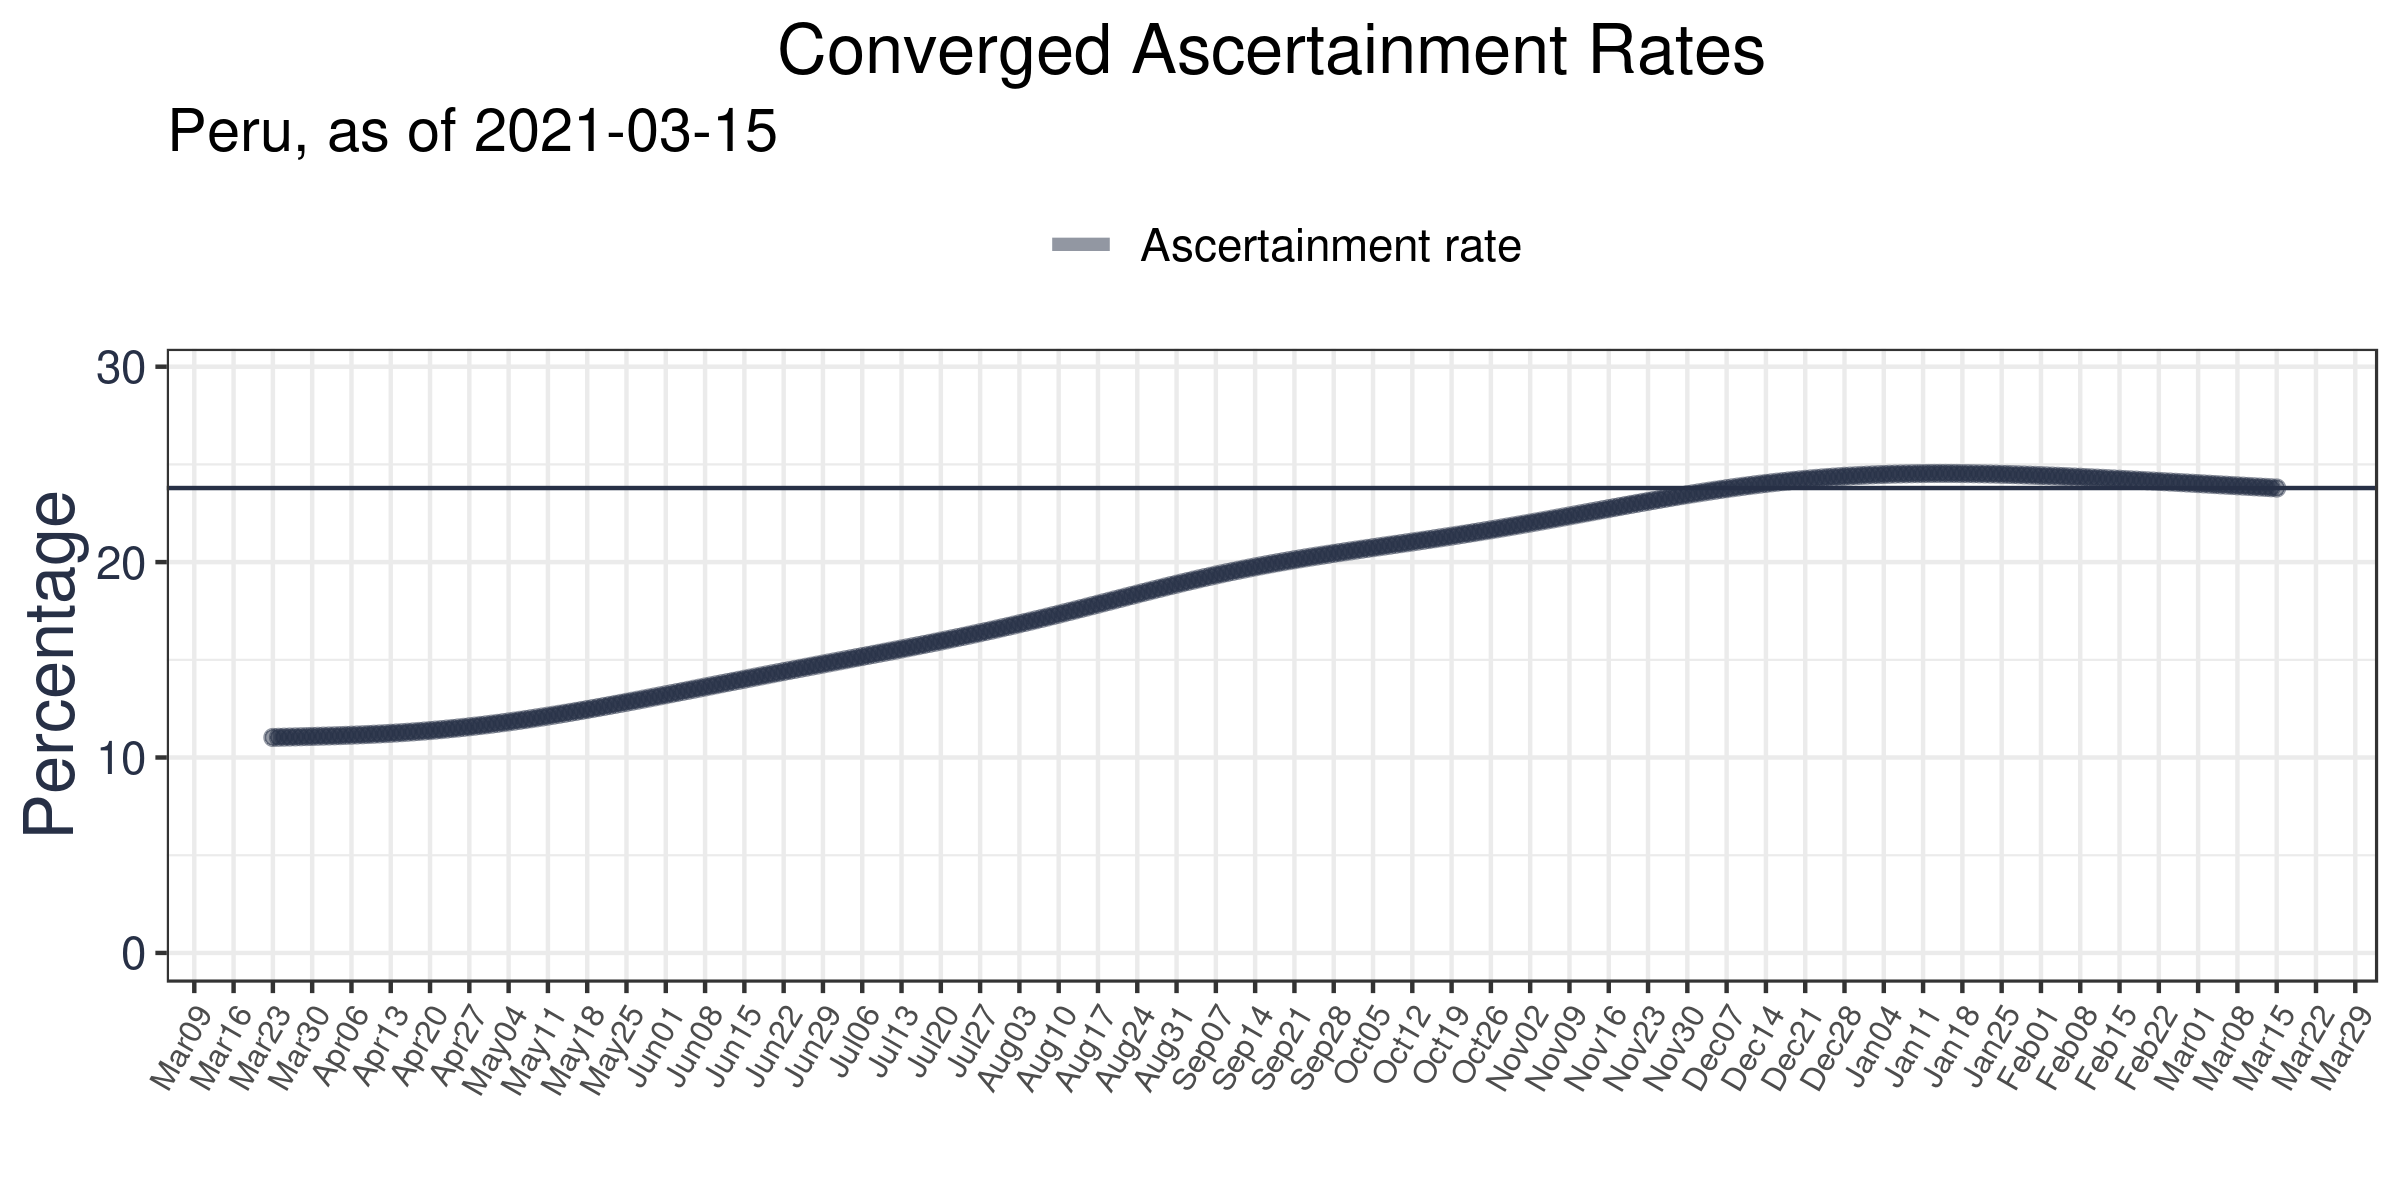 Converged Ascertainment Rates
Peru, as of 2021-03-15
Ascertainment rate
Percentage
30
20
10
0
Mar09 Mar16 Mar23 Mar30 Apr06 Apr13 Apr20 Apr27 May04 May11 May18 May25 Jun01 Jun08 Jun15 Jun22 Jun29 Jul06 Jul13 Jul20 Jul27 Aug03 Aug10 Aug17 Aug24 Aug31 Sep07 Sep14 Sep21 Sep28 Oct05 Oct12 Oct19 Oct26 Nov02 Nov09 Nov16 Nov23 Nov30 Dec07 Dec14 Dec21 Dec28 Jan04 Jan11 Jan18 Jan25 Feb01 Feb08 Feb15 Feb22 Mar01 Mar08 Mar15 Mar22 Mar29